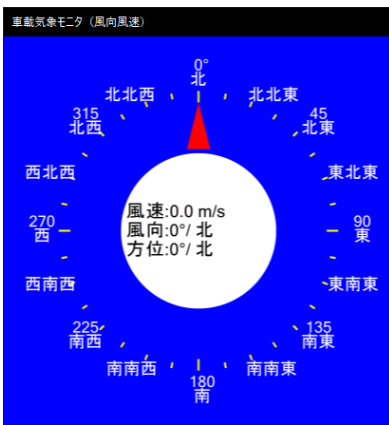 車載気象モニタ（風向風速）
0°
北
北北西
北北東
315
北西
45
北東
西北西
東北東
270
西
風速:0.0 m/s
風向:0°/ 北
方位:0°/ 北
90
東
西南西
東南東
225
南西
135
南東
南南西
南南東
180
南